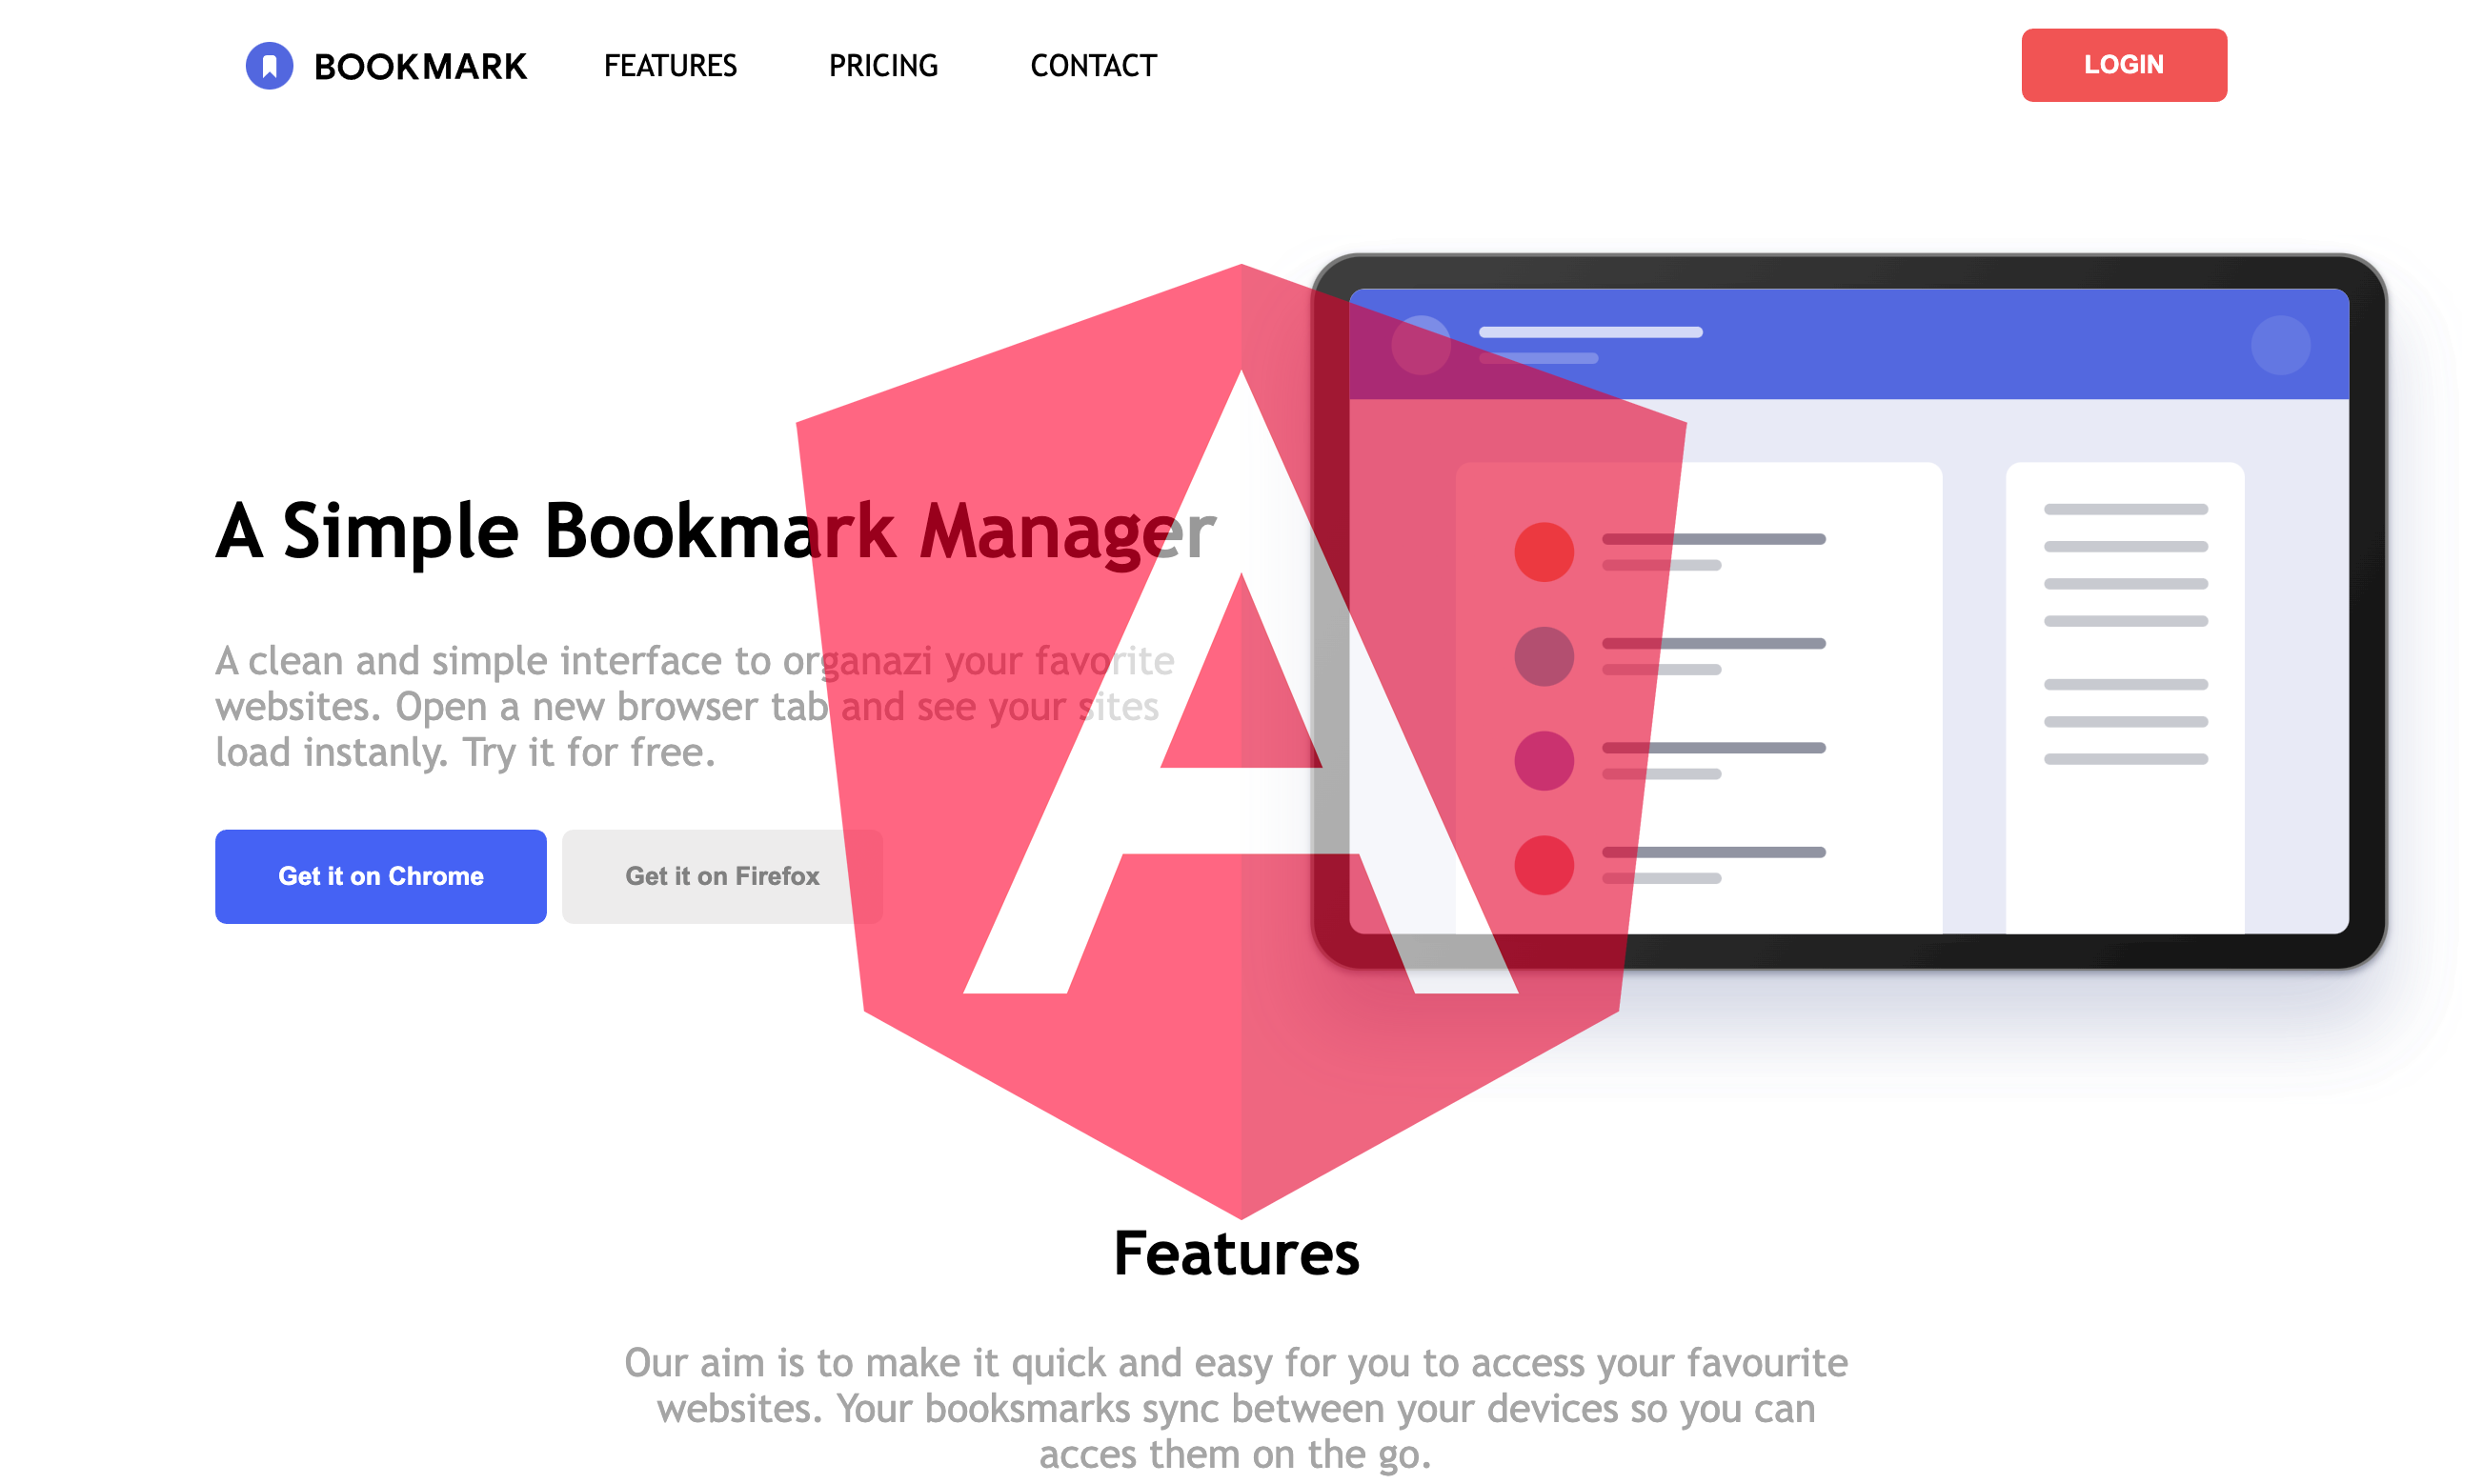 BOOKMARK FEATURES PRICING CONTACT LOGIN
A Simple Bookmark Manager
A clean and simple interface to organazi your favorite
websites. Open a new browser tab and see your sites
load instanly. Try it for free.
Get it on Chrome Get it on Firefox
A
Features
Our aim is to make it quick and easy for you to access your favourite
websites. Your booksmarks sync between your devices so you can
acces them on the go.